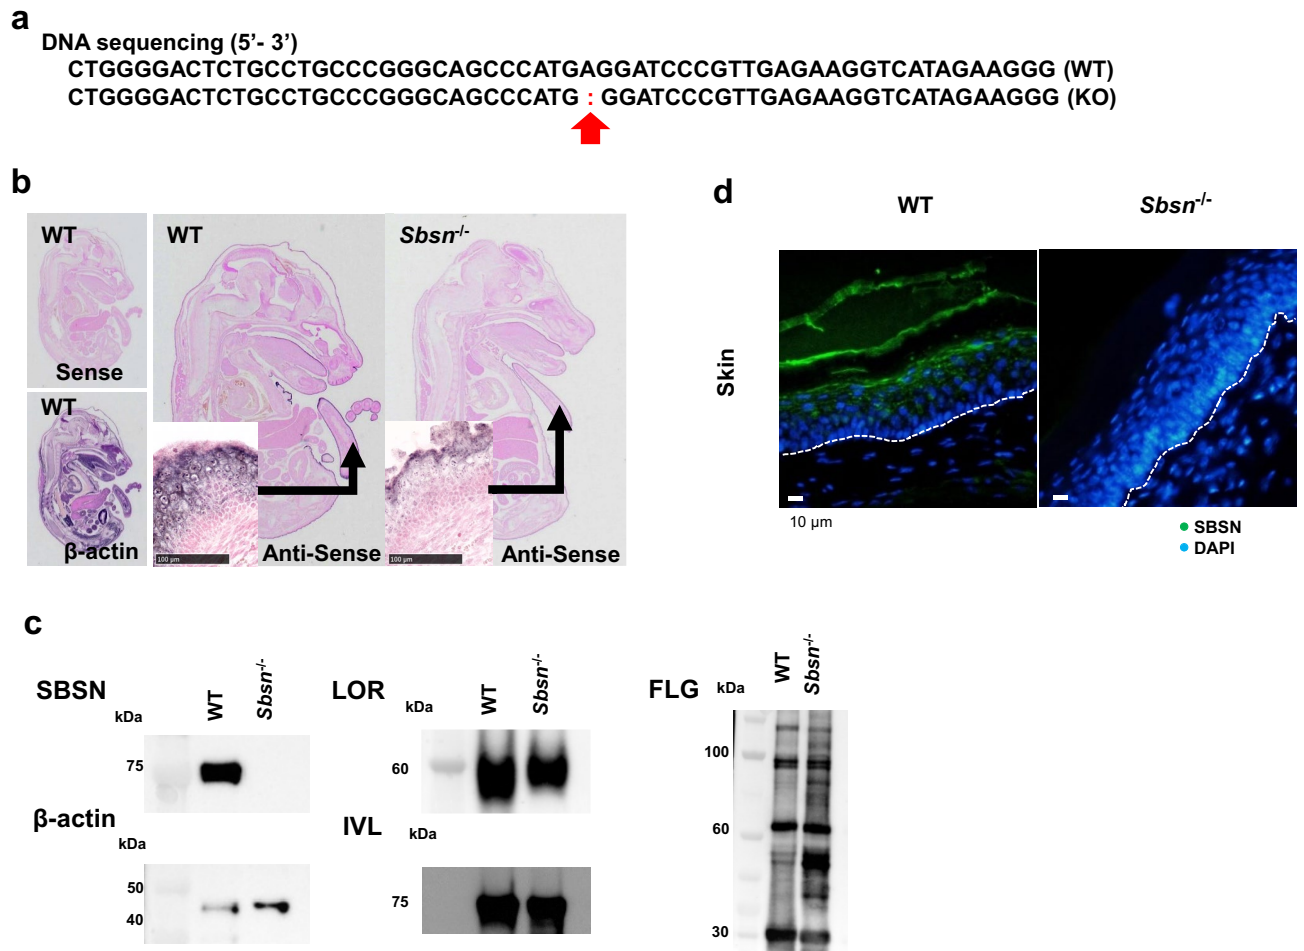 a
DNA sequencing (5’- 3’)
CTGGGGACTCTGCCTGCCCGGGCAGCCCATGAGGATCCCGTTGAGAAGGTCATAGAAGGG (WT)
CTGGGGACTCTGCCTGCCCGGGCAGCCCATG : GGATCCCGTTGAGAAGGTCATAGAAGGG (KO)
b
WT
Sense
WT
β-actin
WT
100 μm
Anti-Sense
Sbsn-/-
100 μm
Anti-Sense
d
WT
Sbsn-/-
Skin
10 μm
SBSN
DAPI
c
SBSN
kDa
WT
Sbsn-/-
75
β-actin
kDa
50
40
LOR
kDa
WT
Sbsn-/-
60
IVL
kDa
75
FLG
kDa
WT
Sbsn-/-
100
60
30